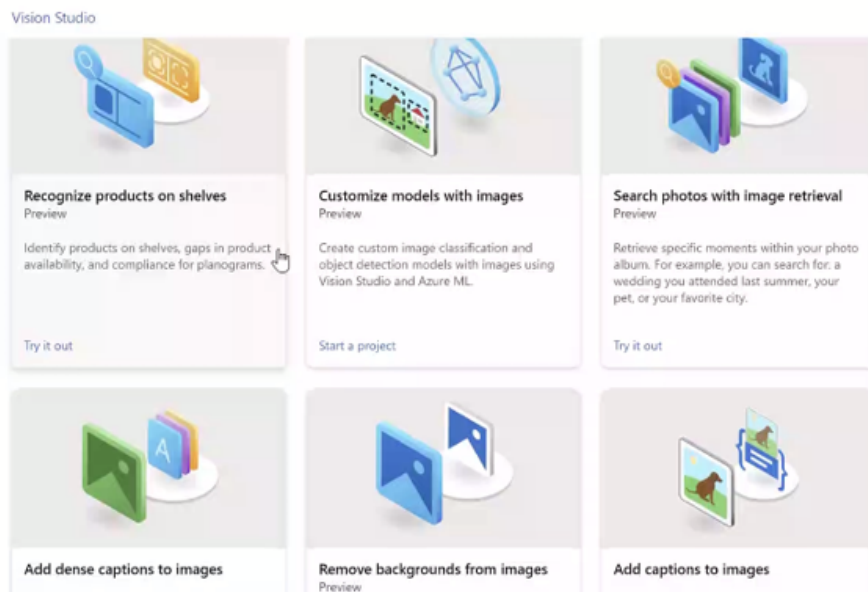 Vision Studio
Recognize products on shelves
Preview
Identify products on shelves, gaps in product
availability, and compliance for planograms.
Try it out
Customize models with images
Preview
Create custom image classification and
object detection models with images using
Vision Studio and Azure ML.
Start a project
Search photos with image retrieval
Preview
Retrieve specific moments within your photo
album. For example, you can search for: a
wedding you attended last summer, your
pet, or your favorite city.
Try it out
A
Add dense captions to images
Remove backgrounds from images
Preview
Add captions to images